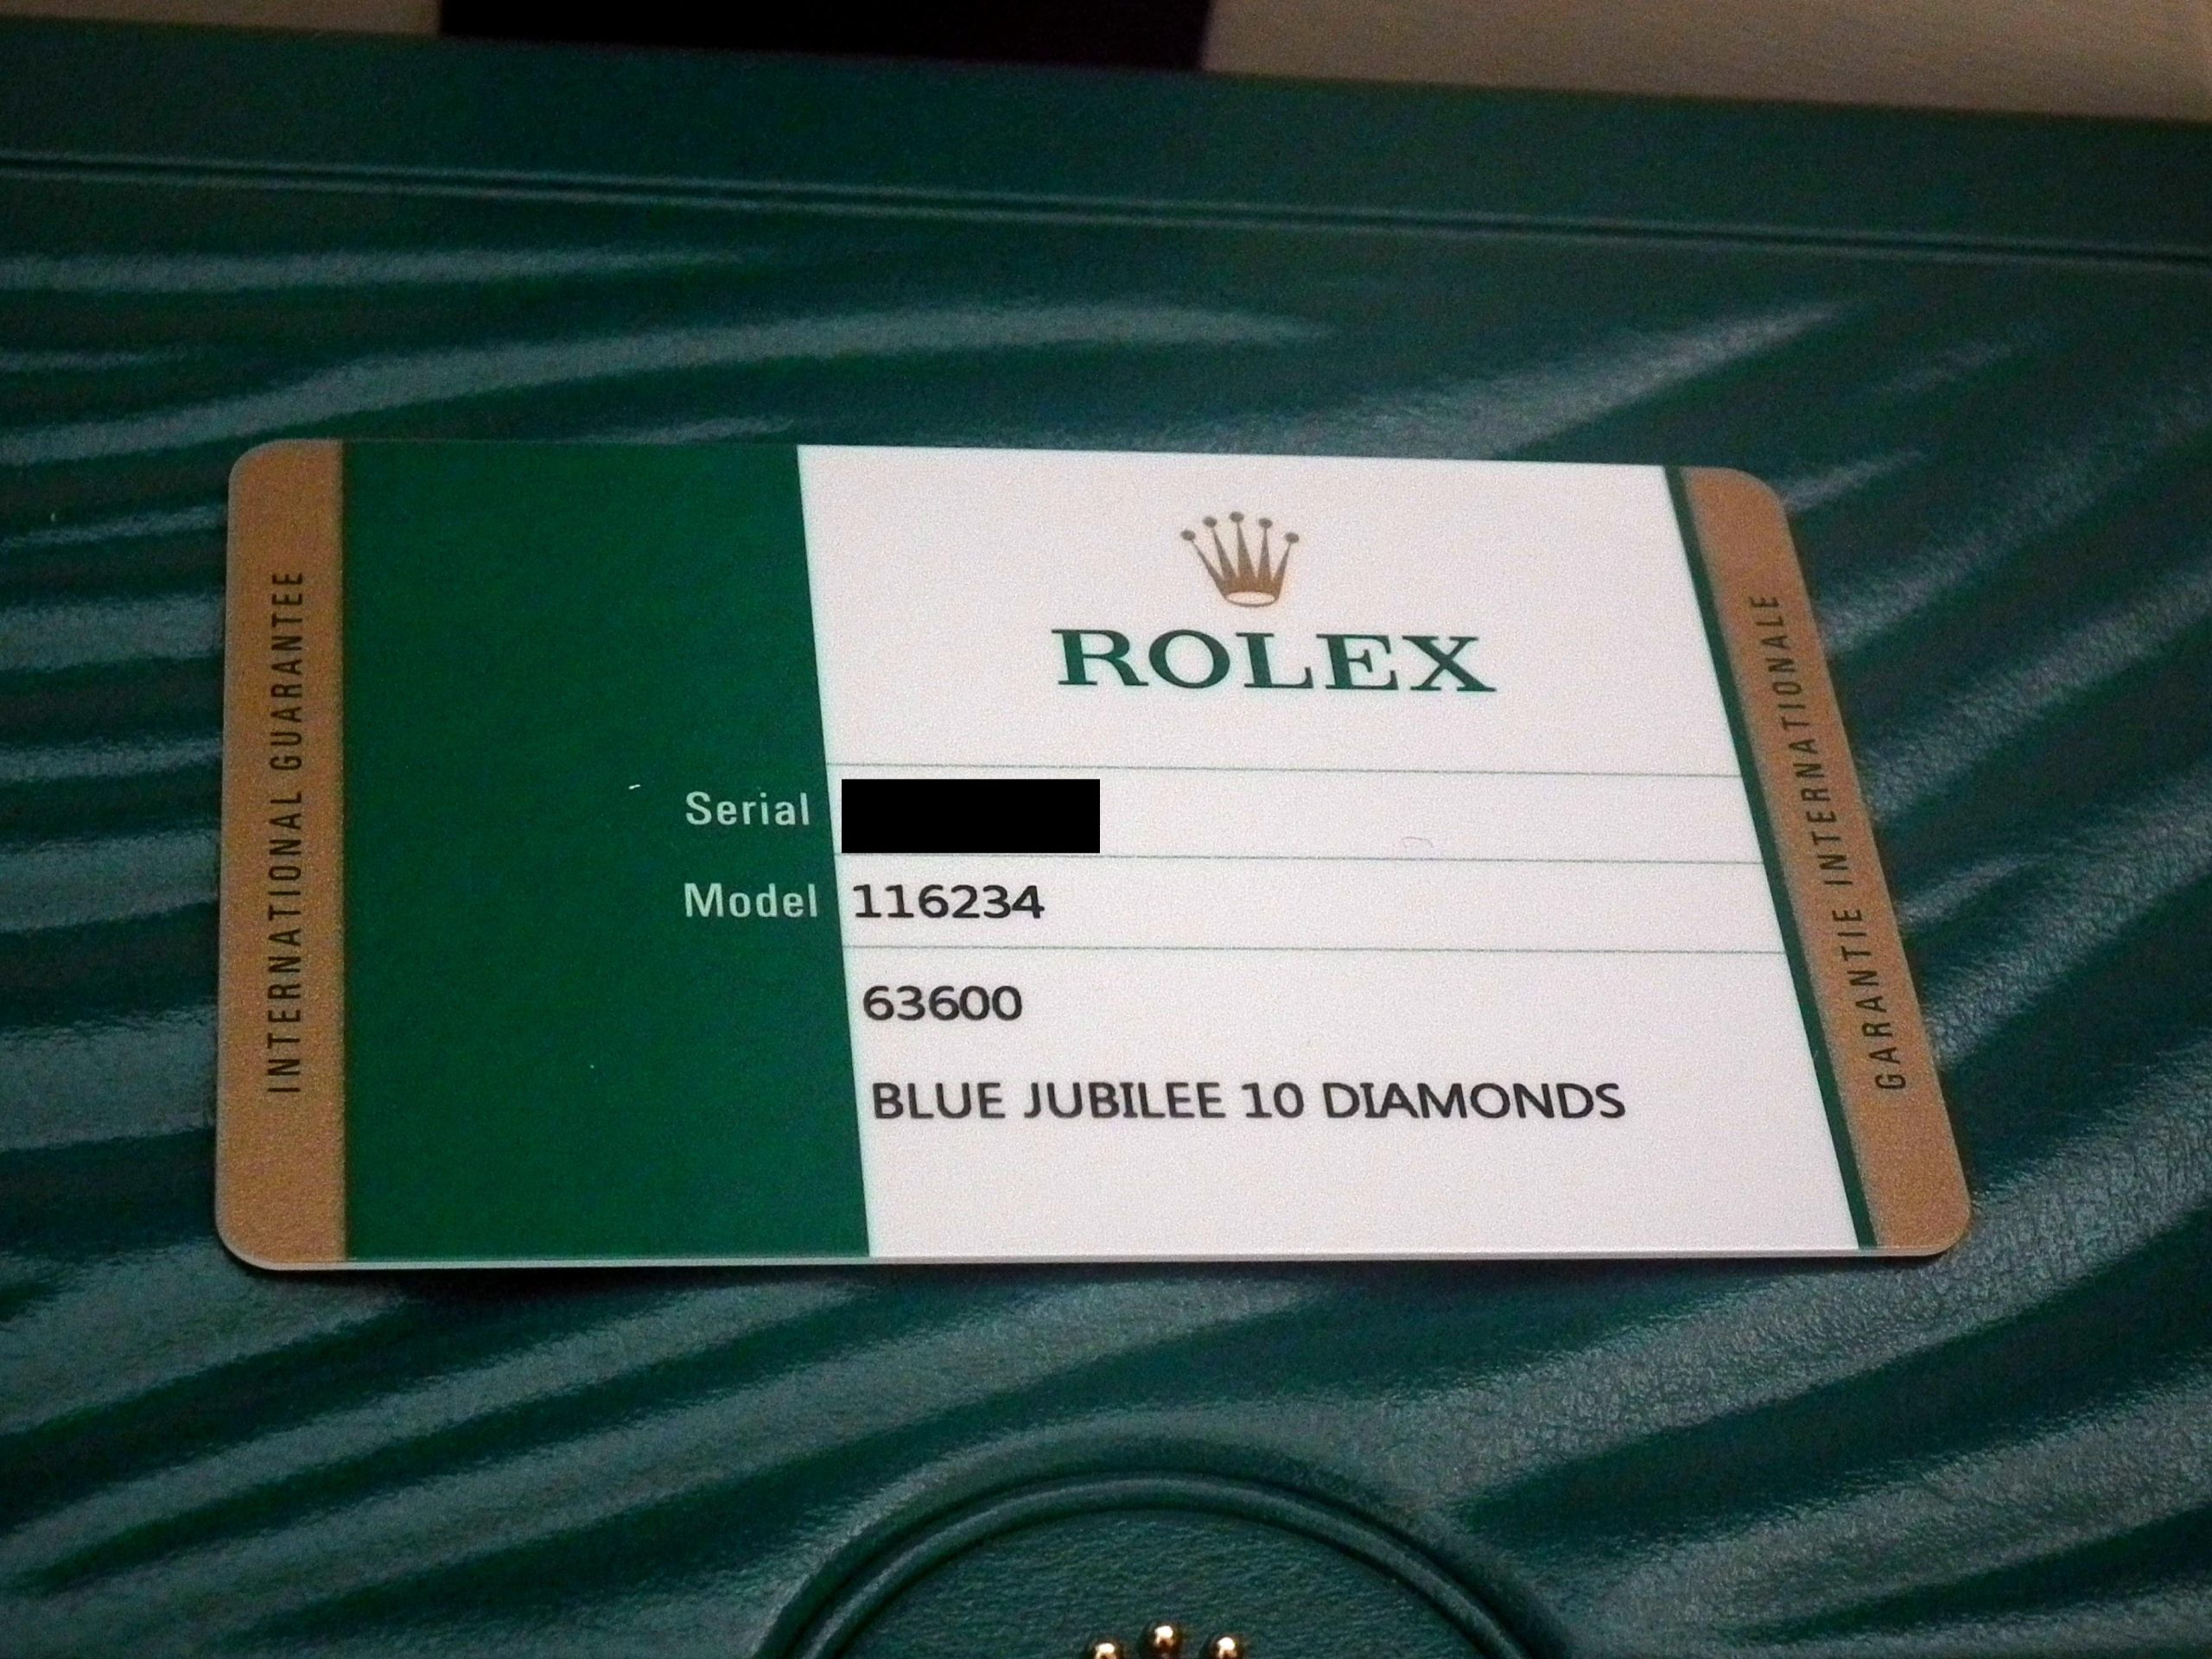 INTERNATIONAL GUARANTEE
ROLEX
Serial
Model 116234
63600
BLUE JUBILEE 10 DIAMONDS
GARANTIE INTERNATIONALE